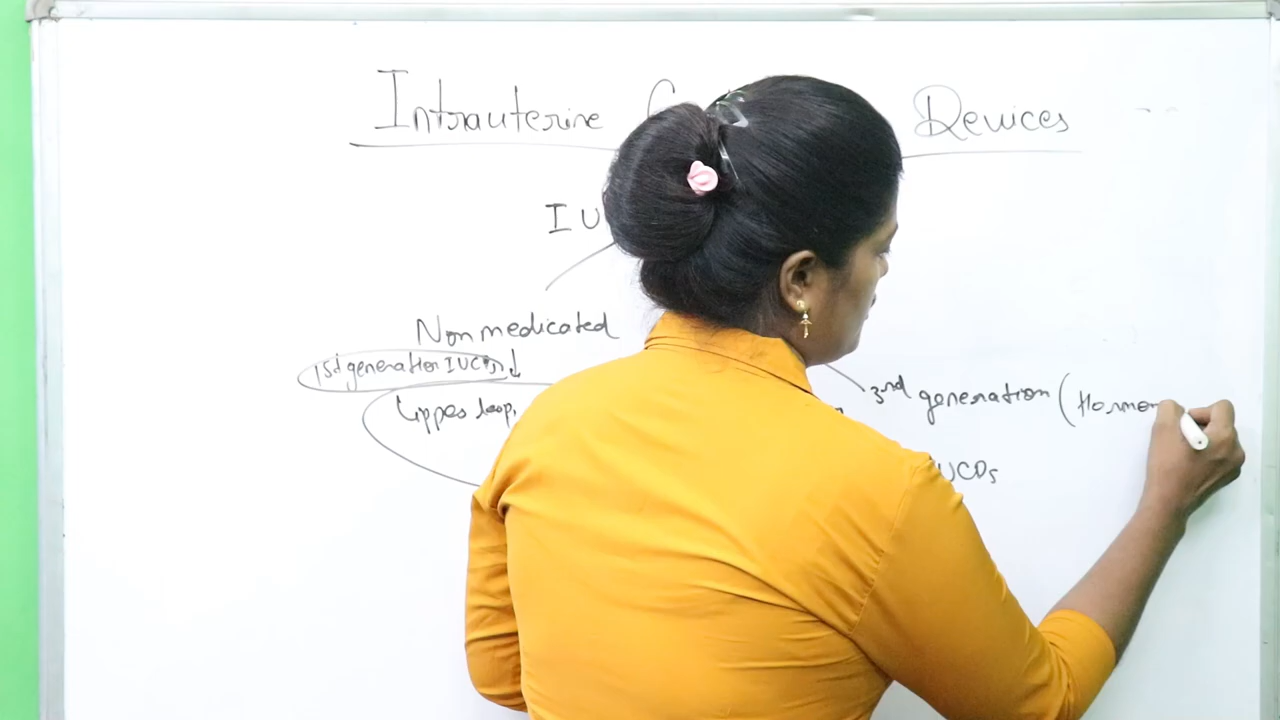 Intrauterine Devices
IU
Non medicated
1st generation IUCDs ↓
Lippes loop,
3rd generation (Hormon
UCDs